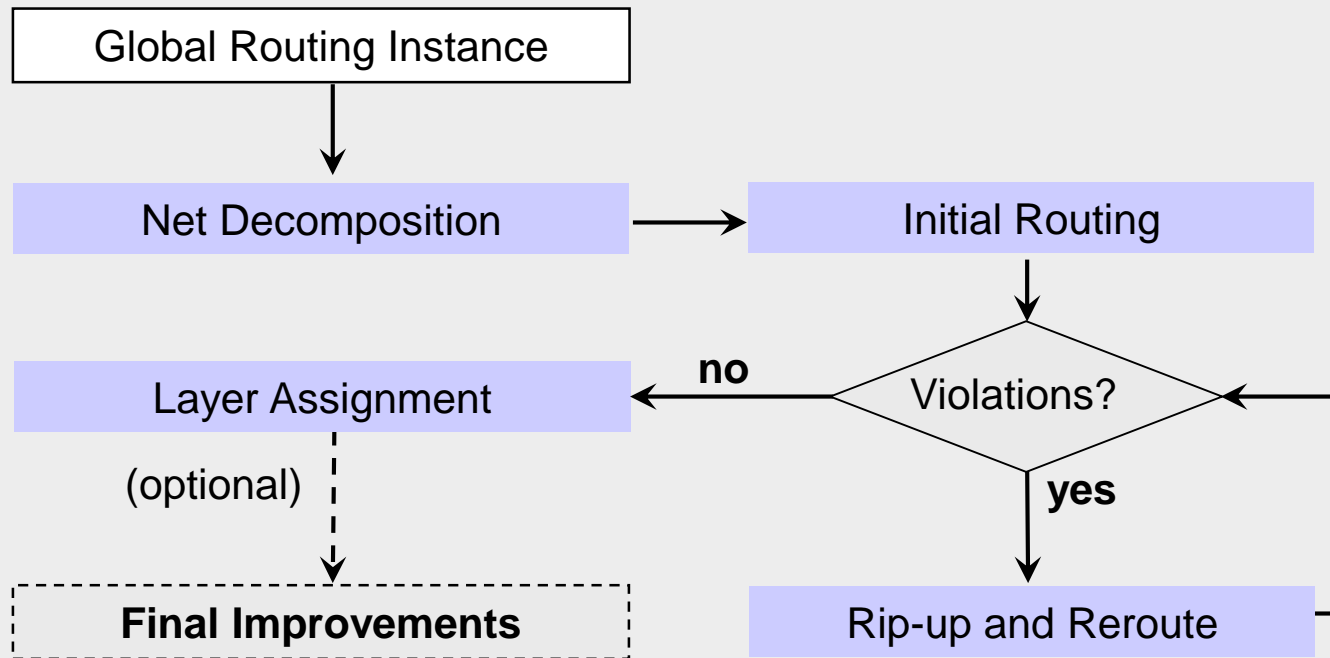 Global Routing Instance
Net Decomposition
Initial Routing
Layer Assignment
no
Violations?
(optional)
yes
Final Improvements
Rip-up and Reroute